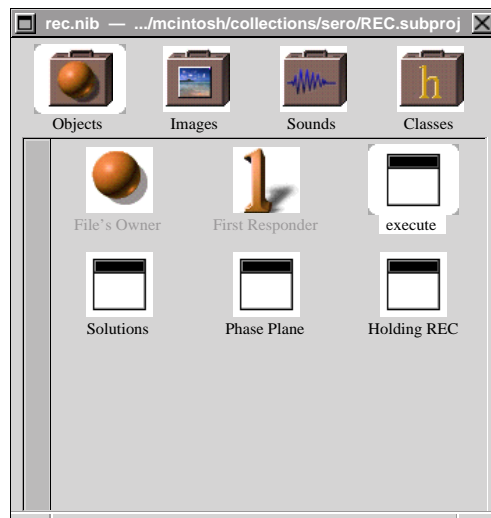 rec.nib — .../mcintosh/collections/sero/REC.subproj
Objects Images Sounds Classes
File's Owner First Responder execute
Solutions Phase Plane Holding REC